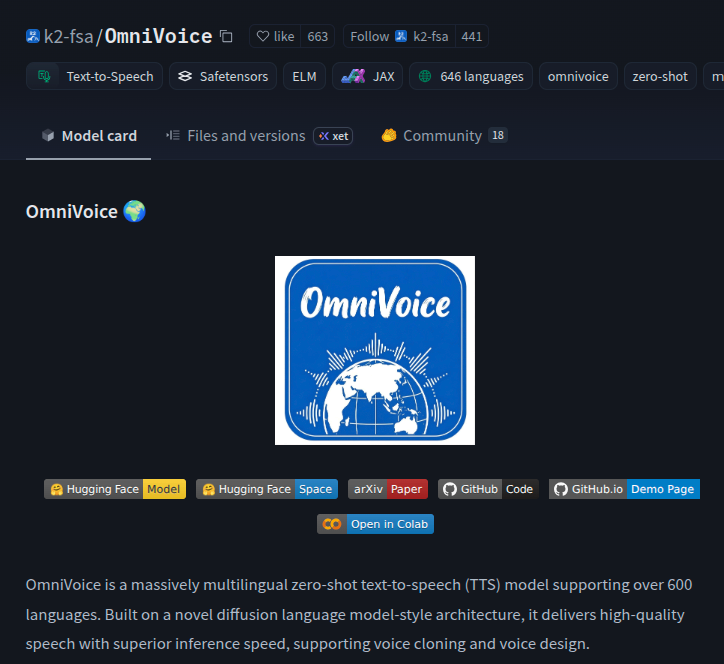 k2-fsa/OmniVoice like 663 Follow k2-fsa 441
Text-to-Speech Safetensors ELM JAX 646 languages omnivoice zero-shot m
Model card Files and versions xet Community 18
OmniVoice 🌍
OmniVoice
Hugging Face Model Hugging Face Space arXiv Paper GitHub Code GitHub.io Demo Page
Open in Colab
OmniVoice is a massively multilingual zero-shot text-to-speech (TTS) model supporting over 600
languages. Built on a novel diffusion language model-style architecture, it delivers high-quality
speech with superior inference speed, supporting voice cloning and voice design.